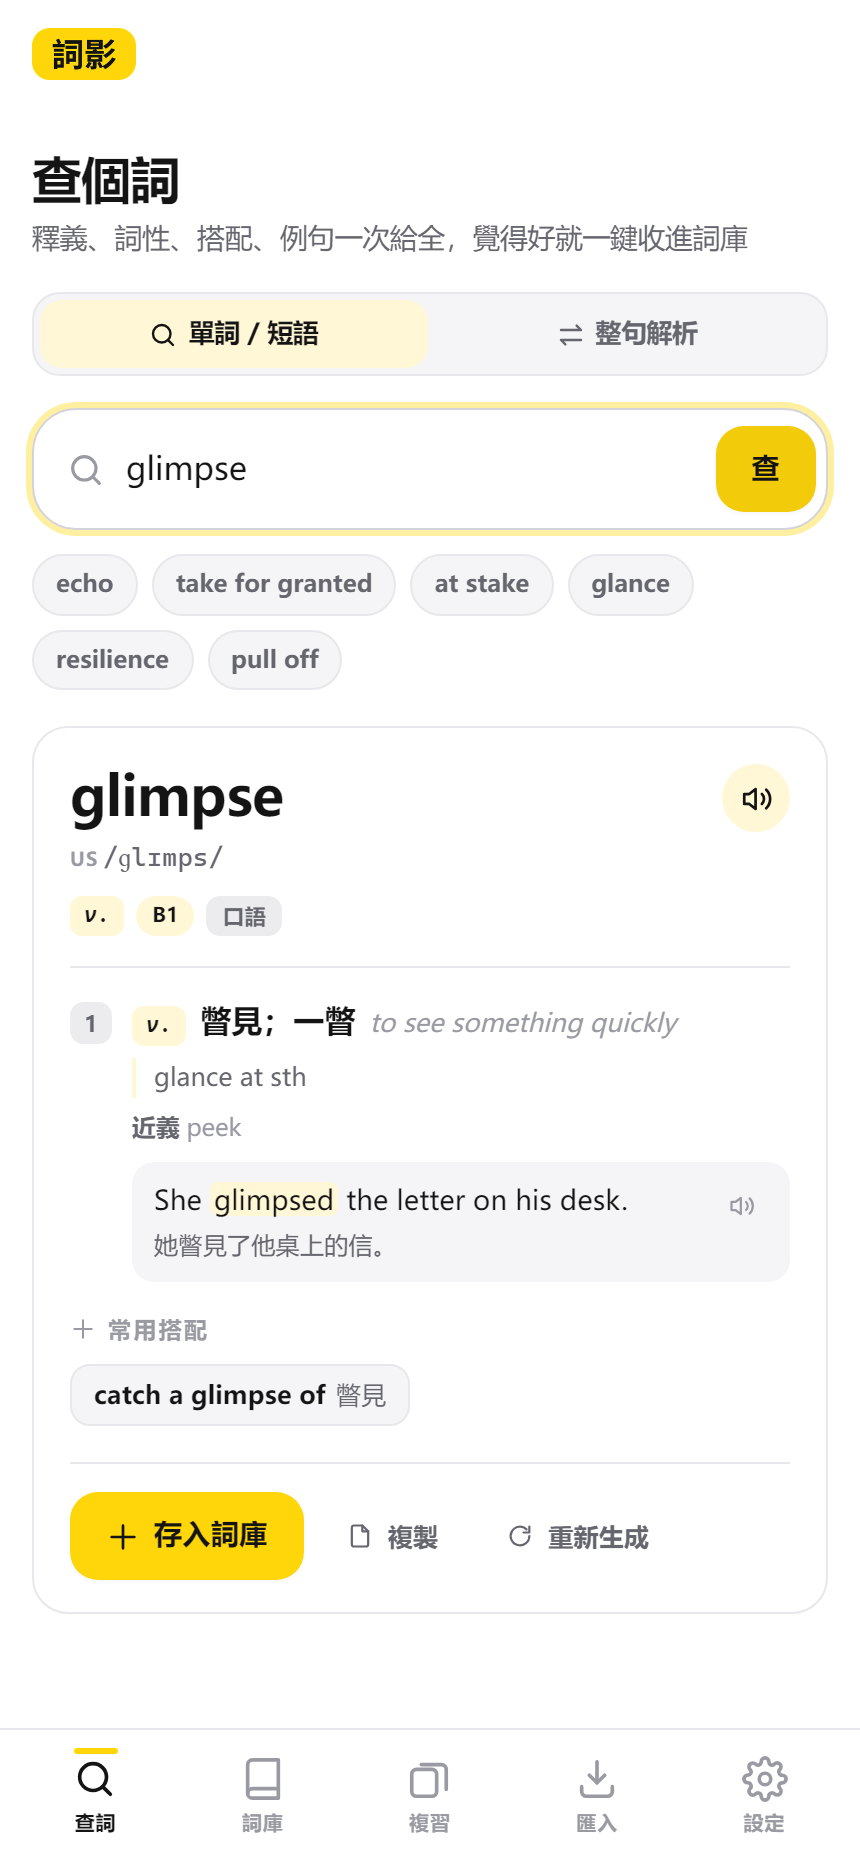 詞影
查個詞
釋義、詞性、搭配、例句一次給全，覺得好就一鍵收進詞庫
單詞 / 短語
整句解析
glimpse
查
echo
take for granted
at stake
glance
resilience
pull off
glimpse
US /ɡlɪmps/
v.
B1
口語
1 v. 瞥見；一瞥 to see something quickly
glance at sth
近義 peek
She glimpsed the letter on his desk.
她瞥見了他桌上的信。
常用搭配
catch a glimpse of 瞥見
存入詞庫
複製
重新生成
查詞
詞庫
複習
匯入
設定